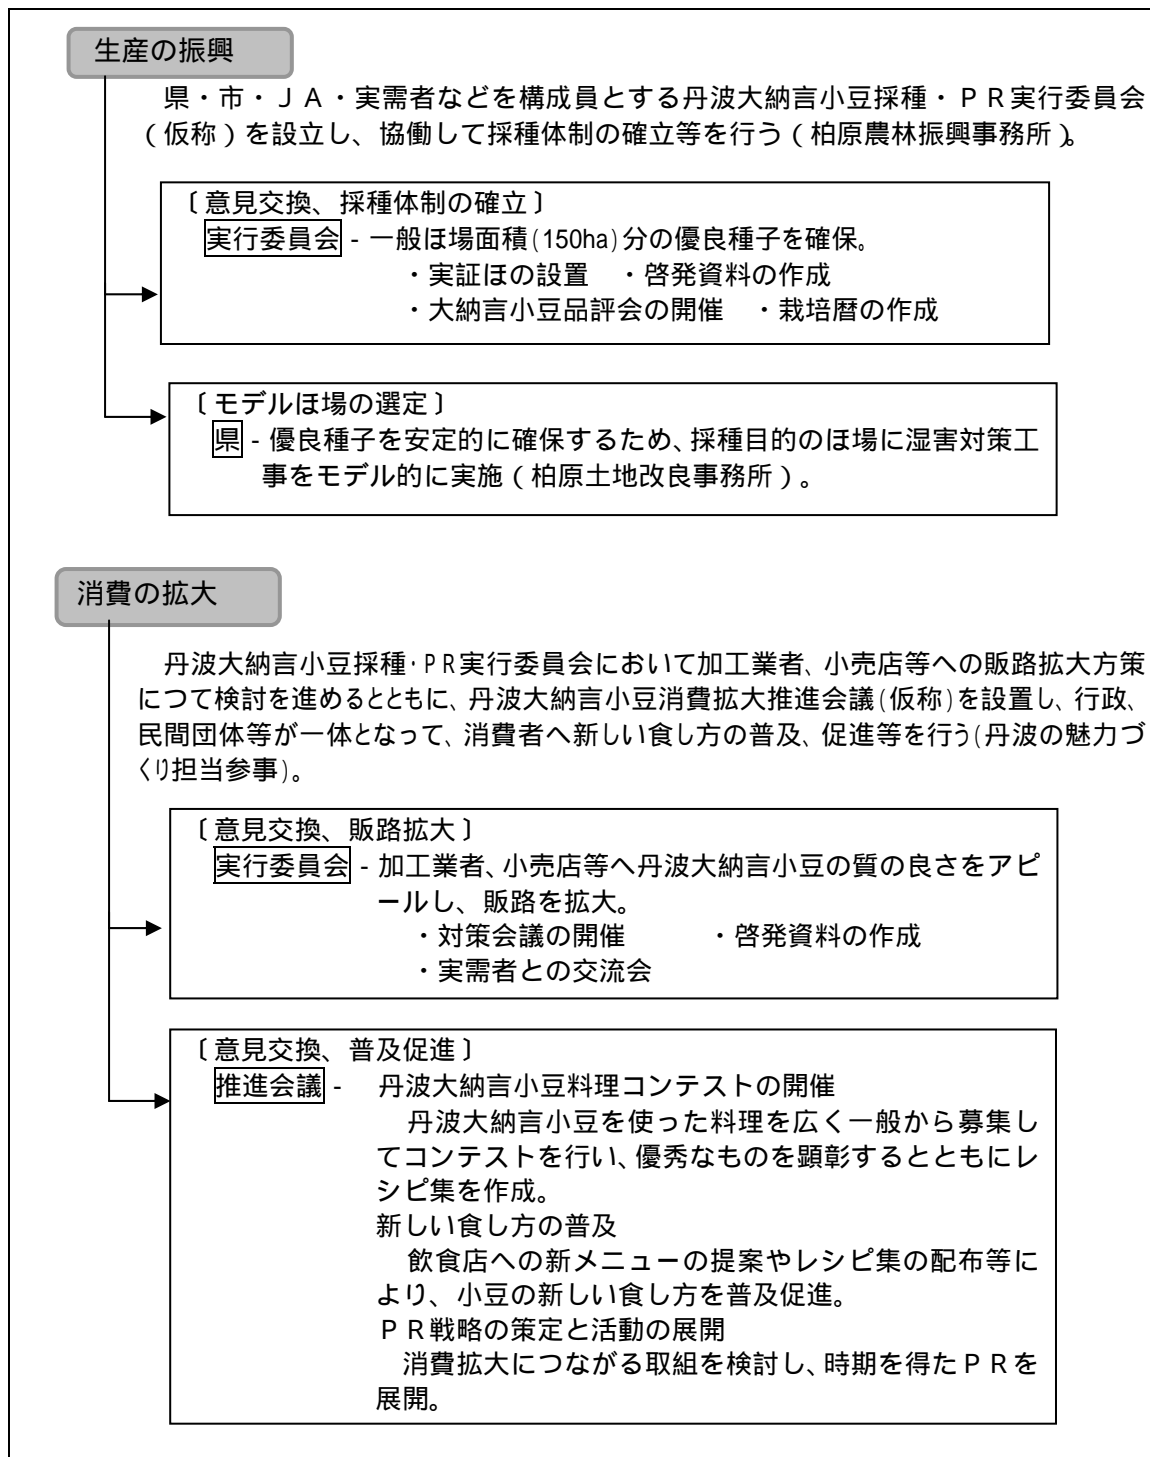 生産の振興
県・市・ＪＡ・実需者などを構成員とする丹波大納言小豆採種・ＰＲ実行委員会
（仮称）を設立し、協働して採種体制の確立等を行う（柏原農林振興事務所）。
〔意見交換、採種体制の確立〕
実行委員会 - 一般ほ場面積(150ha)分の優良種子を確保。
・実証ほの設置　・啓発資料の作成
・大納言小豆品評会の開催　・栽培暦の作成
〔モデルほ場の選定〕
県 - 優良種子を安定的に確保するため、採種目的のほ場に湿害対策工
事をモデル的に実施（柏原土地改良事務所）。
消費の拡大
丹波大納言小豆採種・PR実行委員会において加工業者、小売店等への販路拡大方策
につて検討を進めるとともに、丹波大納言小豆消費拡大推進会議(仮称)を設置し、行政、
民間団体等が一体となって、消費者へ新しい食し方の普及、促進等を行う(丹波の魅力づ
くり担当参事)。
〔意見交換、販路拡大〕
実行委員会 - 加工業者、小売店等へ丹波大納言小豆の質の良さをアピ
ールし、販路を拡大。
・対策会議の開催　・啓発資料の作成
・実需者との交流会
〔意見交換、普及促進〕
推進会議 - 丹波大納言小豆料理コンテストの開催
丹波大納言小豆を使った料理を広く一般から募集し
てコンテストを行い、優秀なものを顕彰するとともにレ
シピ集を作成。
新しい食し方の普及
飲食店への新メニューの提案やレシピ集の配布等に
より、小豆の新しい食し方を普及促進。
ＰＲ戦略の策定と活動の展開
消費拡大につながる取組を検討し、時期を得たＰＲを
展開。